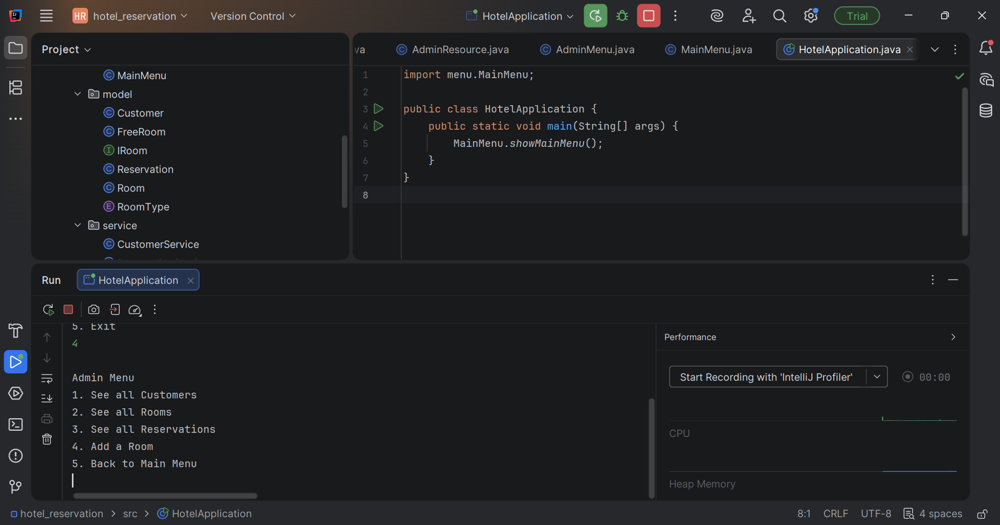 HR hotel_reservation
Version Control
HotelApplication
Trial
Project
MainMenu
model
Customer
FreeRoom
IRoom
Reservation
Room
RoomType
service
CustomerService
va
AdminResource.java
AdminMenu.java
MainMenu.java
HotelApplication.java
1 import menu.MainMenu;
2
3 public class HotelApplication {
4 public static void main(String[] args) {
5 MainMenu.showMainMenu();
6 }
7 }
8
Run
HotelApplication
5. Exit
4
Admin Menu
1. See all Customers
2. See all Rooms
3. See all Reservations
4. Add a Room
5. Back to Main Menu
Performance
Start Recording with 'IntelliJ Profiler'
00:00
CPU
Heap Memory
hotel_reservation > src > HotelApplication
8:1 CRLF UTF-8 4 spaces